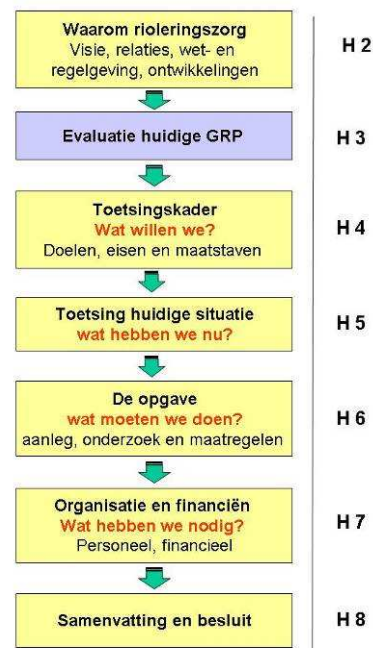 Waarom rioleringszorg
Visie, relaties, wet- en
regelgeving, ontwikkelingen
H 2
Evaluatie huidige GRP
H 3
Toetsingskader
Wat willen we?
Doelen, eisen en maatstaven
H 4
Toetsing huidige situatie
wat hebben we nu?
H 5
De opgave
wat moeten we doen?
aanleg, onderzoek en maatregelen
H 6
Organisatie en financiën
Wat hebben we nodig?
Personeel, financieel
H 7
Samenvatting en besluit
H 8